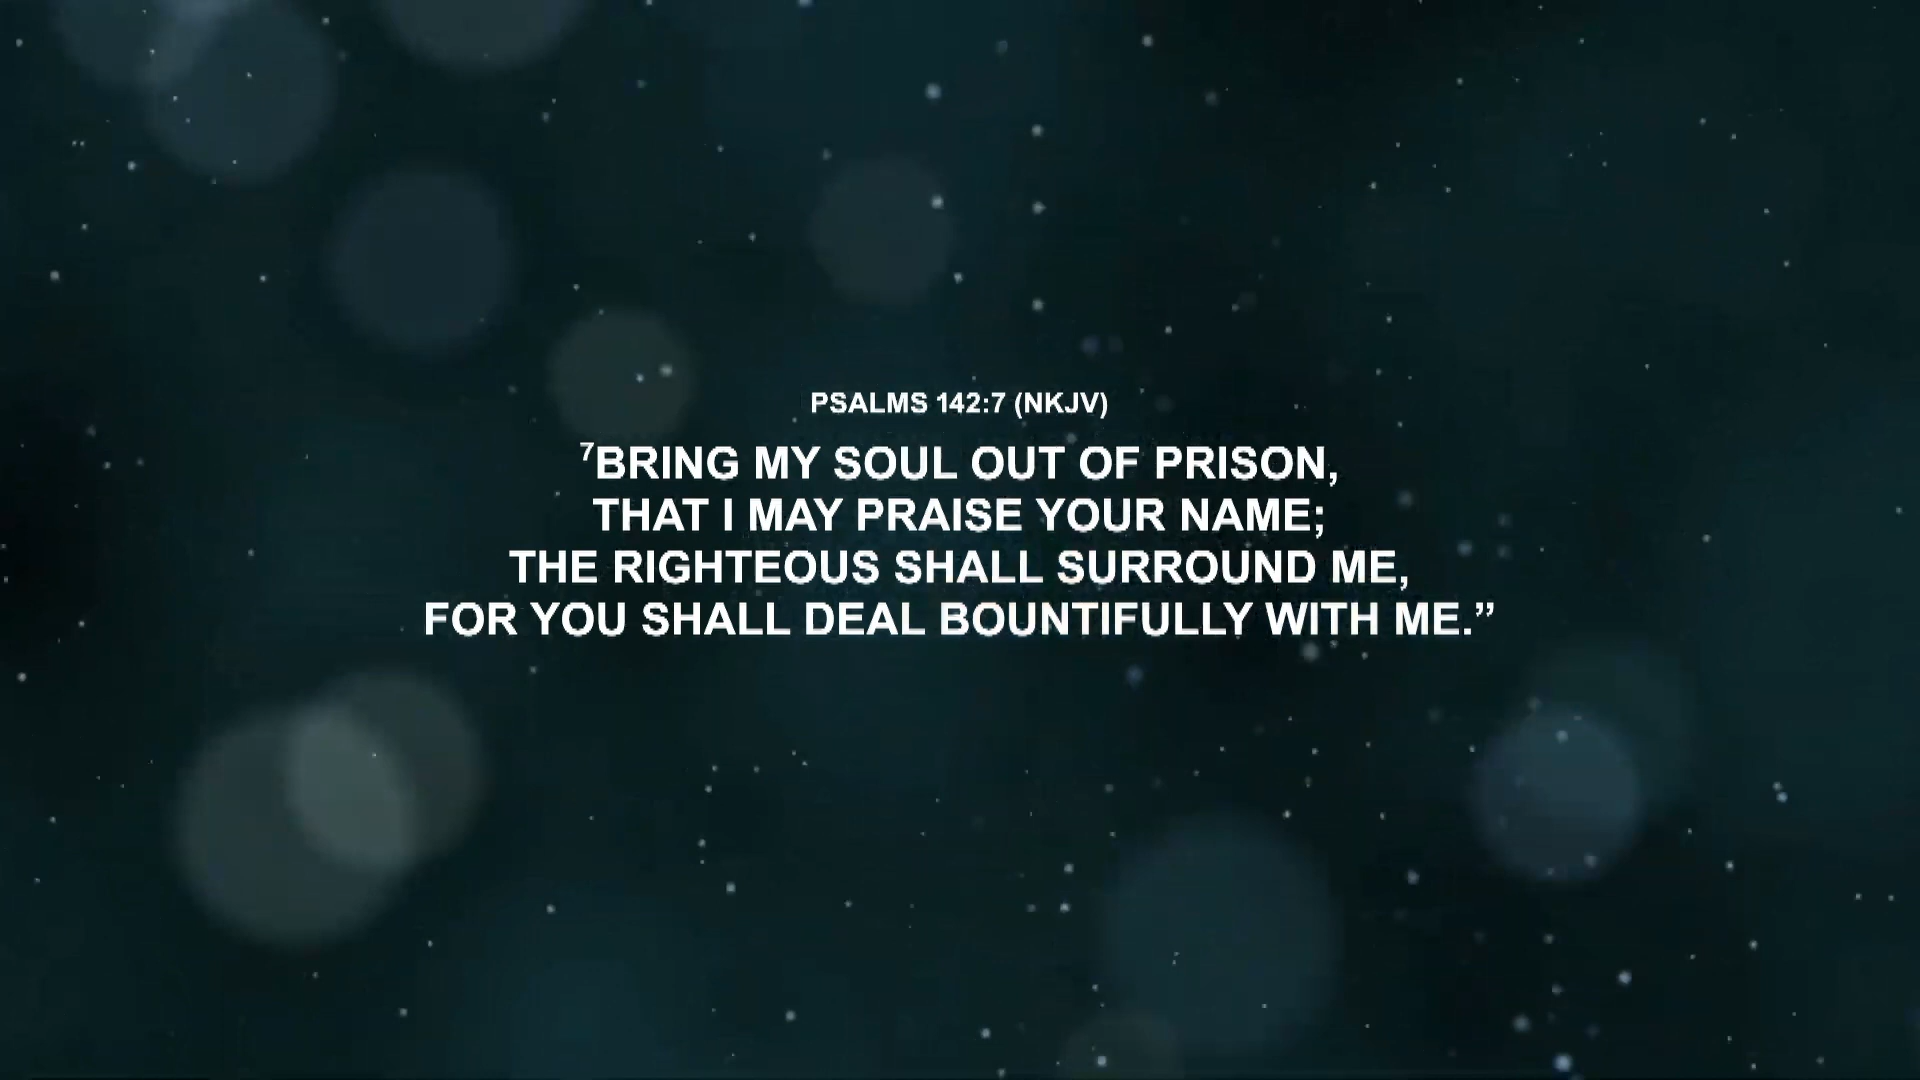 PSALMS 142:7 (NKJV)
⁷BRING MY SOUL OUT OF PRISON,
THAT I MAY PRAISE YOUR NAME;
THE RIGHTEOUS SHALL SURROUND ME,
FOR YOU SHALL DEAL BOUNTIFULLY WITH ME.”